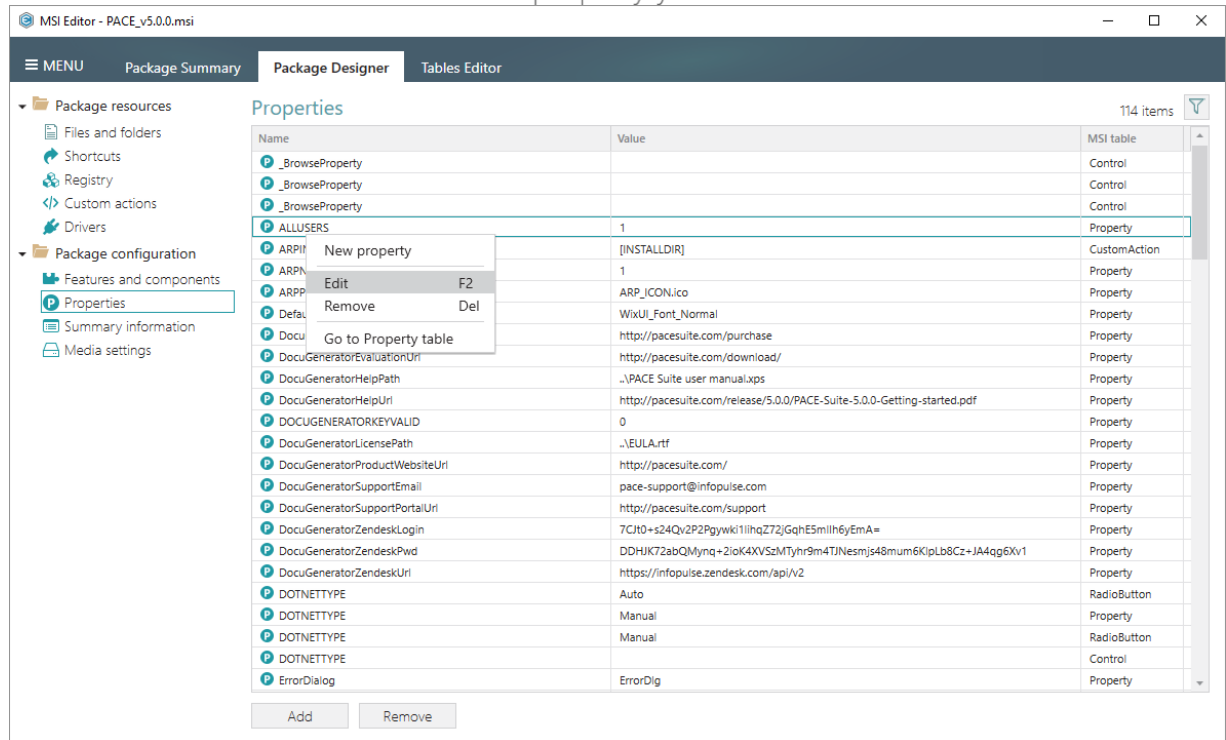 MSI Editor - PACE_v5.0.0.msi
MENU Package Summary Package Designer Tables Editor
Package resources
Files and folders
Shortcuts
Registry
Custom actions
Drivers
Package configuration
Features and components
Properties
Summary information
Media settings
Properties 114 items
Name Value MSI table
_BrowseProperty Control
_BrowseProperty Control
_BrowseProperty Control
ALLUSERS 1 Property
[INSTALLDIR] CustomAction
1 Property
ARP_ICON.ico Property
WixUI_Font_Normal Property
http://pacesuite.com/purchase Property
New property
Edit F2
Remove Del
Go to Property table
DocuGeneratorEvaluationUrl http://pacesuite.com/download/ Property
DocuGeneratorHelpPath ..\PACE Suite user manual.xps Property
DocuGeneratorHelpUrl http://pacesuite.com/release/5.0.0/PACE-Suite-5.0.0-Getting-started.pdf Property
DOCUGENERATORKEYVALID 0 Property
DocuGeneratorLicensePath ..\EULA.rtf Property
DocuGeneratorProductWebsiteUrl http://pacesuite.com/ Property
DocuGeneratorSupportEmail pace-support@infopulse.com Property
DocuGeneratorSupportPortalUrl http://pacesuite.com/support Property
DocuGeneratorZendeskLogin Property
DocuGeneratorZendeskPwd Property
DocuGeneratorZendeskUrl https://infopulse.zendesk.com/api/v2 Property
DOTNETTYPE Auto RadioButton
DOTNETTYPE Manual Property
DOTNETTYPE Manual RadioButton
DOTNETTYPE Control
ErrorDialog ErrorDlg Property
Add Remove